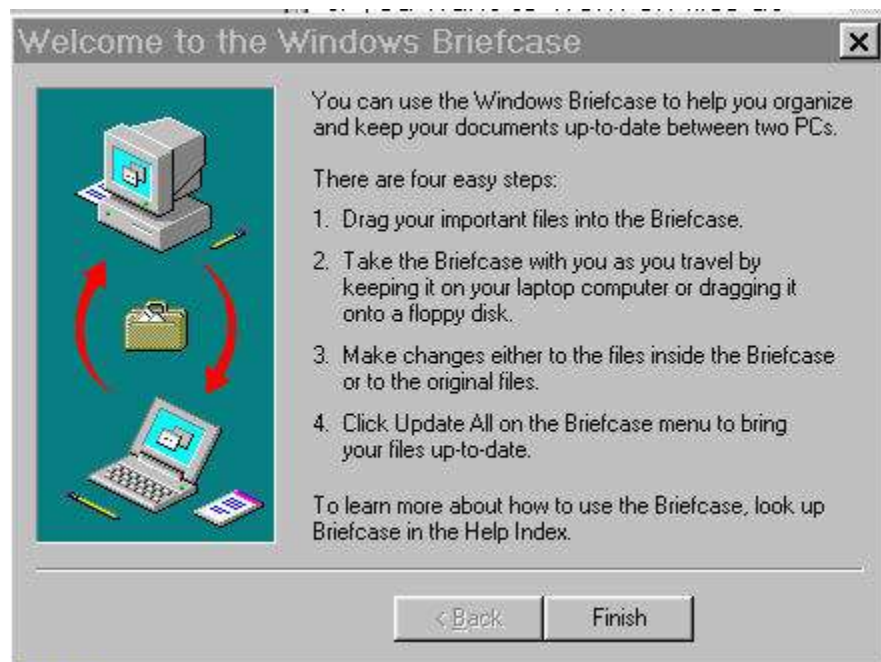 Welcome to the Windows Briefcase
You can use the Windows Briefcase to help you organize
and keep your documents up-to-date between two PCs.
There are four easy steps:
1. Drag your important files into the Briefcase.
2. Take the Briefcase with you as you travel by
keeping it on your laptop computer or dragging it
onto a floppy disk.
3. Make changes either to the files inside the Briefcase
or to the original files.
4. Click Update All on the Briefcase menu to bring
your files up-to-date.
To learn more about how to use the Briefcase, look up
Briefcase in the Help Index.
< Back Finish